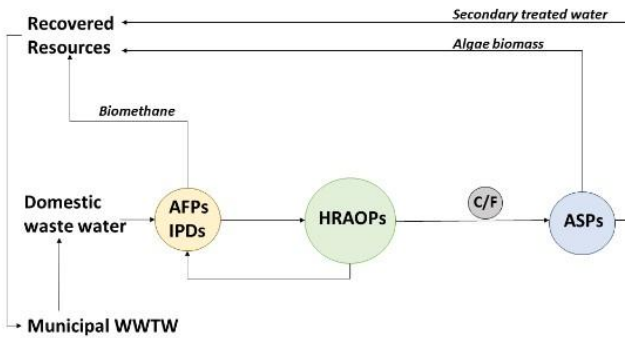 Secondary treated water
Recovered
Resources
Algae biomass
Biomethane
Domestic
waste water
AFPs
IPDs
HRAOPs
C/F
ASPs
Municipal WWTW